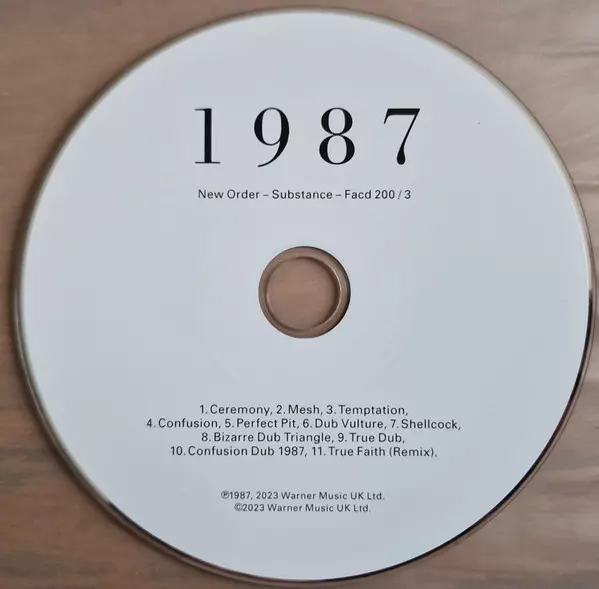 1987
New Order – Substance – Facd 200 / 3
1. Ceremony, 2. Mesh, 3. Temptation,
4. Confusion, 5. Perfect Pit, 6. Dub Vulture, 7. Shellcock,
8. Bizarre Dub Triangle, 9. True Dub,
10. Confusion Dub 1987, 11. True Faith (Remix).
℗1987, 2023 Warner Music UK Ltd.
©2023 Warner Music UK Ltd.